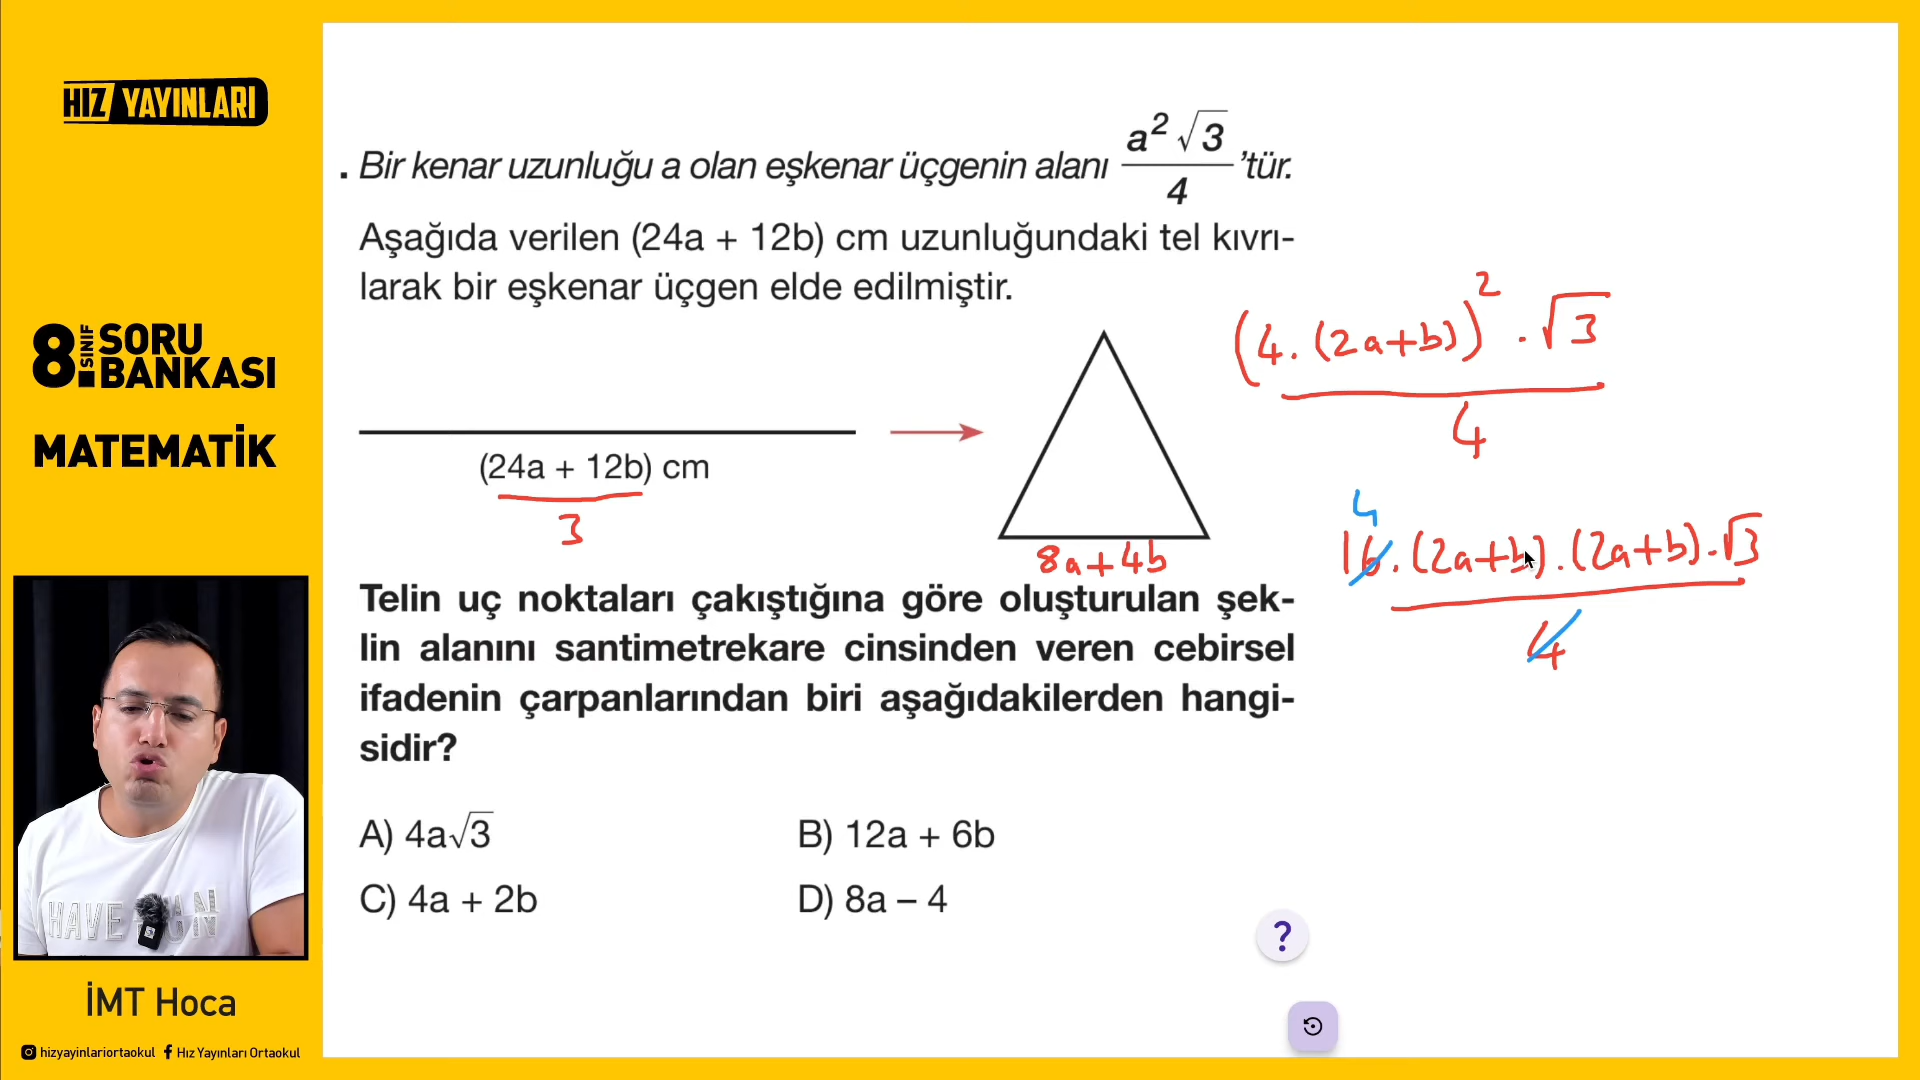 HIZ YAYINLARI
8. SINIF SORU BANKASI
MATEMATİK
. Bir kenar uzunluğu a olan eşkenar üçgenin alanı a² √3 / 4 'tür.
Aşağıda verilen (24a + 12b) cm uzunluğundaki tel kıvrı-
larak bir eşkenar üçgen elde edilmiştir.
(24a + 12b) cm
3
8a+4b
(4.(2a+b))² . √3
4
4
16.(2a+b).(2a+b).√3
4
Telin uç noktaları çakıştığına göre oluşturulan şek-
lin alanını santimetrekare cinsinden veren cebirsel
ifadenin çarpanlarından biri aşağıdakilerden hangi-
sidir?
A) 4a√3
B) 12a + 6b
C) 4a + 2b
D) 8a – 4
?
HAVE
İMT Hoca
hizyayinlariortaokul
Hız Yayınları Ortaokul